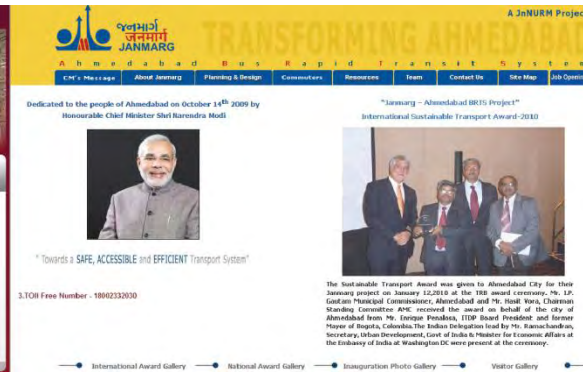 A JnNURM Projec
જનમાર્ગ
जनमार्ग
JANMARG
TRANSFORMING AHMEDABAD
Ahmedabad Bus Rapid Transit System
CM's Message About Janmarg Planning & Design Commuters Resources Team Contact Us Site Map Job Openin
Dedicated to the people of Ahmedabad on October 14th 2009 by
Honourable Chief Minister Shri Narendra Modi
" Towards a SAFE, ACCESSIBLE and EFFICIENT Transport System"
3.TOll Free Number - 18002332030
"Janmarg – Ahmedabad BRTS Project"
International Sustainable Transport Award-2010
The Sustainable Transport Award was given to Ahmedabad City for their
Janmarg project on January 12,2010 at the TRB award ceremony. Mr. I.P.
Gautam Municipal Commissioner, Ahmedabad and Mr. Hasit Vora, Chairman
Standing Committee AMC received the award on behalf of the city of
Ahmedabad from Mr. Enrique Penalosa, ITDP Board President and former
Mayor of Bogota, Colombia.The Indian Delegation lead by Mr. Ramachandran,
Secretary, Urban Development, Govt of India & Minister for Economic Affairs at
the Embassy of India at Washington DC were present at the ceremony.
International Award Gallery National Award Gallery Inauguration Photo Gallery Visitor Gallery